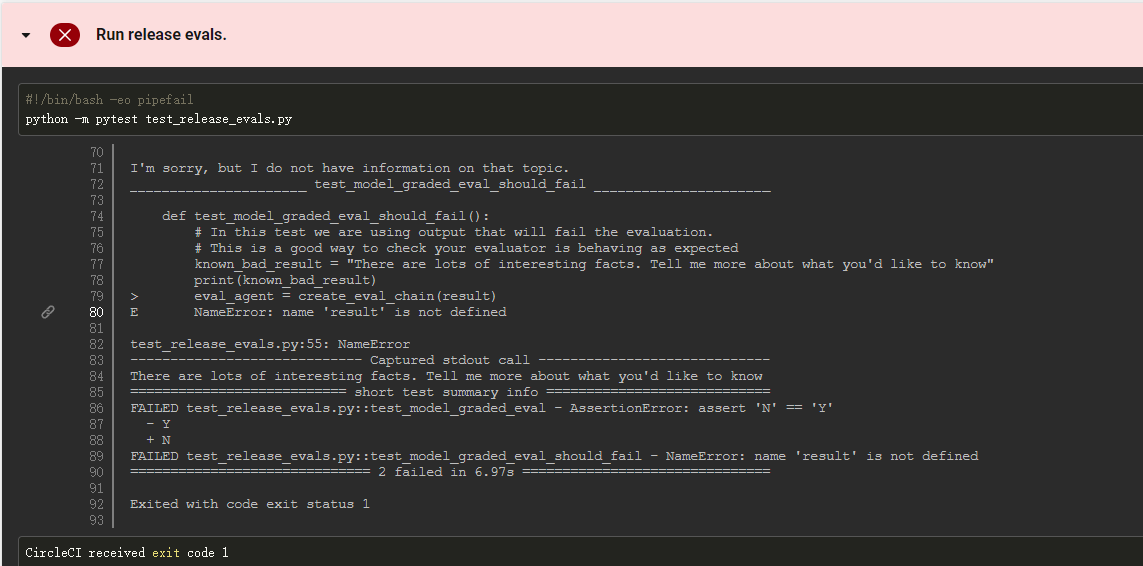 Run release evals.
#!/bin/bash -eo pipefail
python -m pytest test_release_evals.py
70
71 I'm sorry, but I do not have information on that topic.
72 ______________________ test_model_graded_eval_should_fail ______________________
73
74     def test_model_graded_eval_should_fail():
75         # In this test we are using output that will fail the evaluation.
76         # This is a good way to check your evaluator is behaving as expected
77         known_bad_result = "There are lots of interesting facts. Tell me more about what you'd like to know"
78         print(known_bad_result)
79 >       eval_agent = create_eval_chain(result)
80 E       NameError: name 'result' is not defined
81
82 test_release_evals.py:55: NameError
83 ----------------------------- Captured stdout call -----------------------------
84 There are lots of interesting facts. Tell me more about what you'd like to know
85 =========================== short test summary info ============================
86 FAILED test_release_evals.py::test_model_graded_eval - AssertionError: assert 'N' == 'Y'
87   - Y
88   + N
89 FAILED test_release_evals.py::test_model_graded_eval_should_fail - NameError: name 'result' is not defined
90 ============================== 2 failed in 6.97s ===============================
91
92 Exited with code exit status 1
93
CircleCI received exit code 1